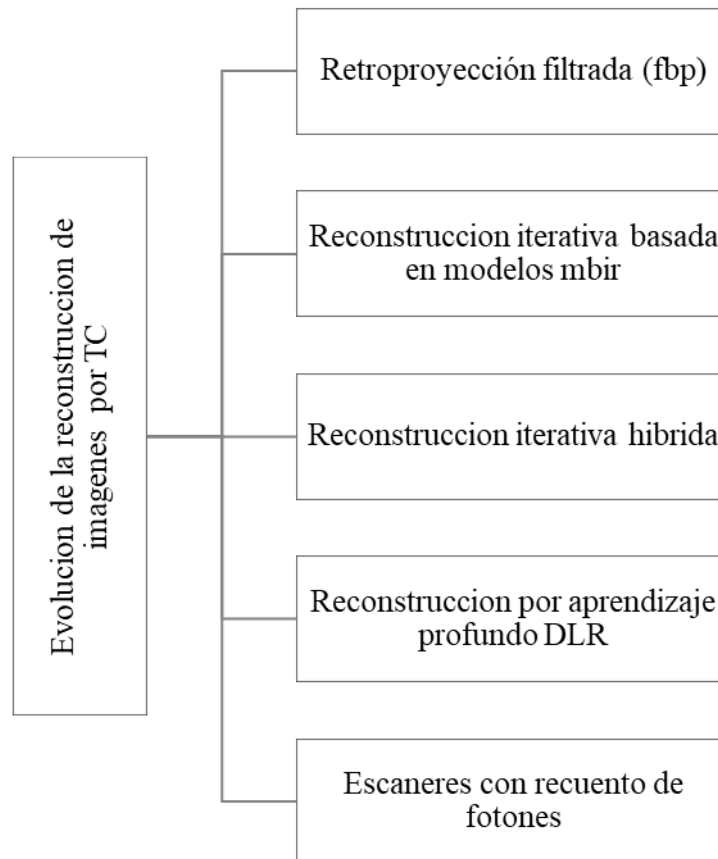 Evolucion de la reconstruccion de
imagenes por TC
Retroproyección filtrada (fbp)
Reconstruccion iterativa basada
en modelos mbir
Reconstruccion iterativa hibrida
Reconstruccion por aprendizaje
profundo DLR
Escaneres con recuento de
fotones